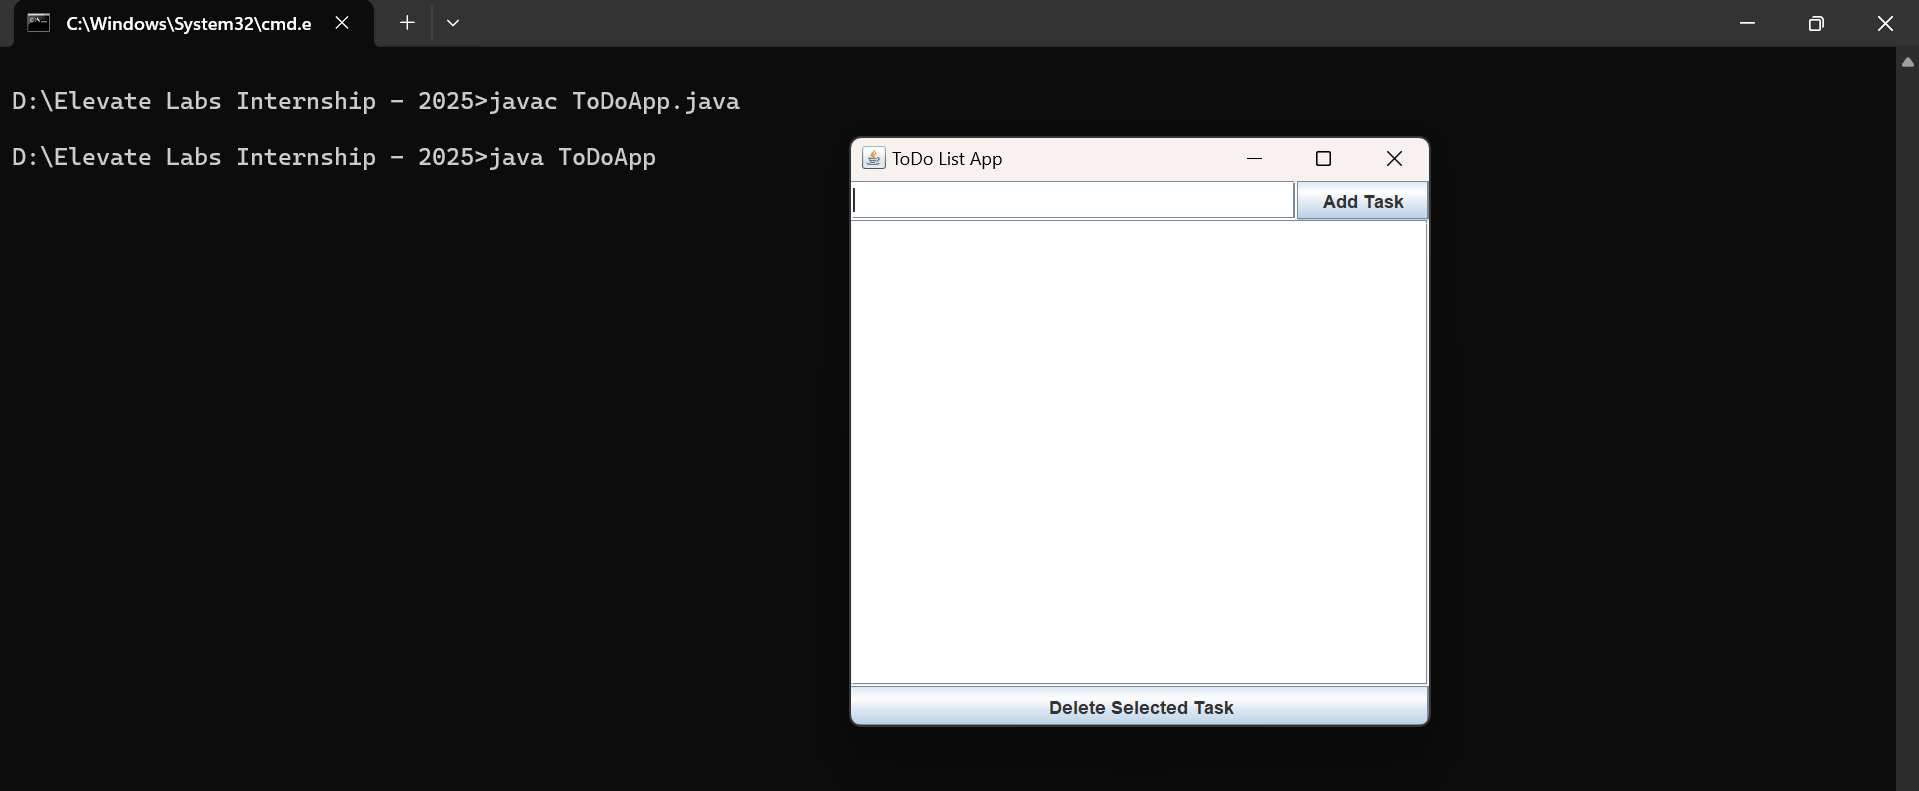 C:\Windows\System32\cmd.e
D:\Elevate Labs Internship - 2025>javac ToDoApp.java
D:\Elevate Labs Internship - 2025>java ToDoApp
ToDo List App
Add Task
Delete Selected Task